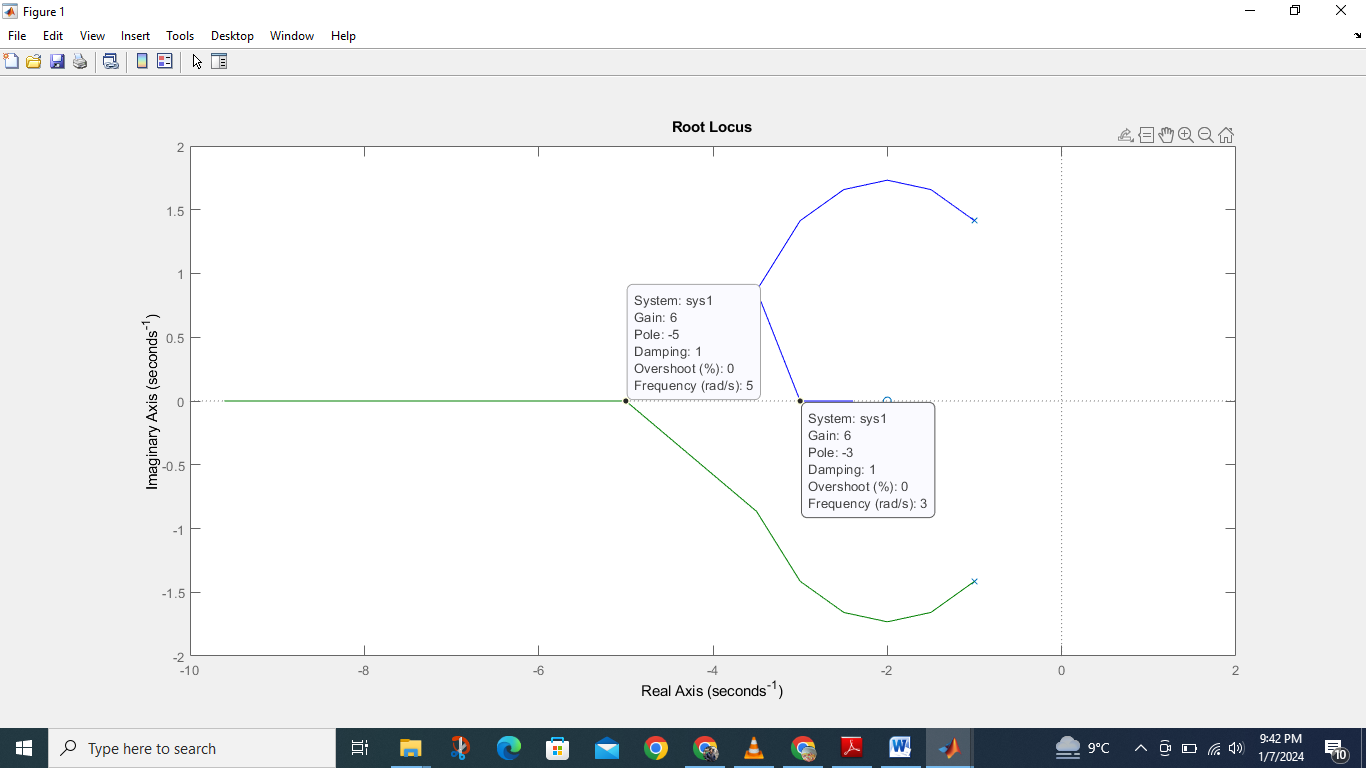 Figure 1
File Edit View Insert Tools Desktop Window Help
Root Locus
2
1.5
1
0.5
0
-0.5
-1
-1.5
-2
Imaginary Axis (seconds-1)
System: sys1
Gain: 6
Pole: -5
Damping: 1
Overshoot (%): 0
Frequency (rad/s): 5
System: sys1
Gain: 6
Pole: -3
Damping: 1
Overshoot (%): 0
Frequency (rad/s): 3
-10 -8 -6 -4 -2 0 2
Real Axis (seconds-1)
Type here to search
W
9°C
9:42 PM
1/7/2024
10